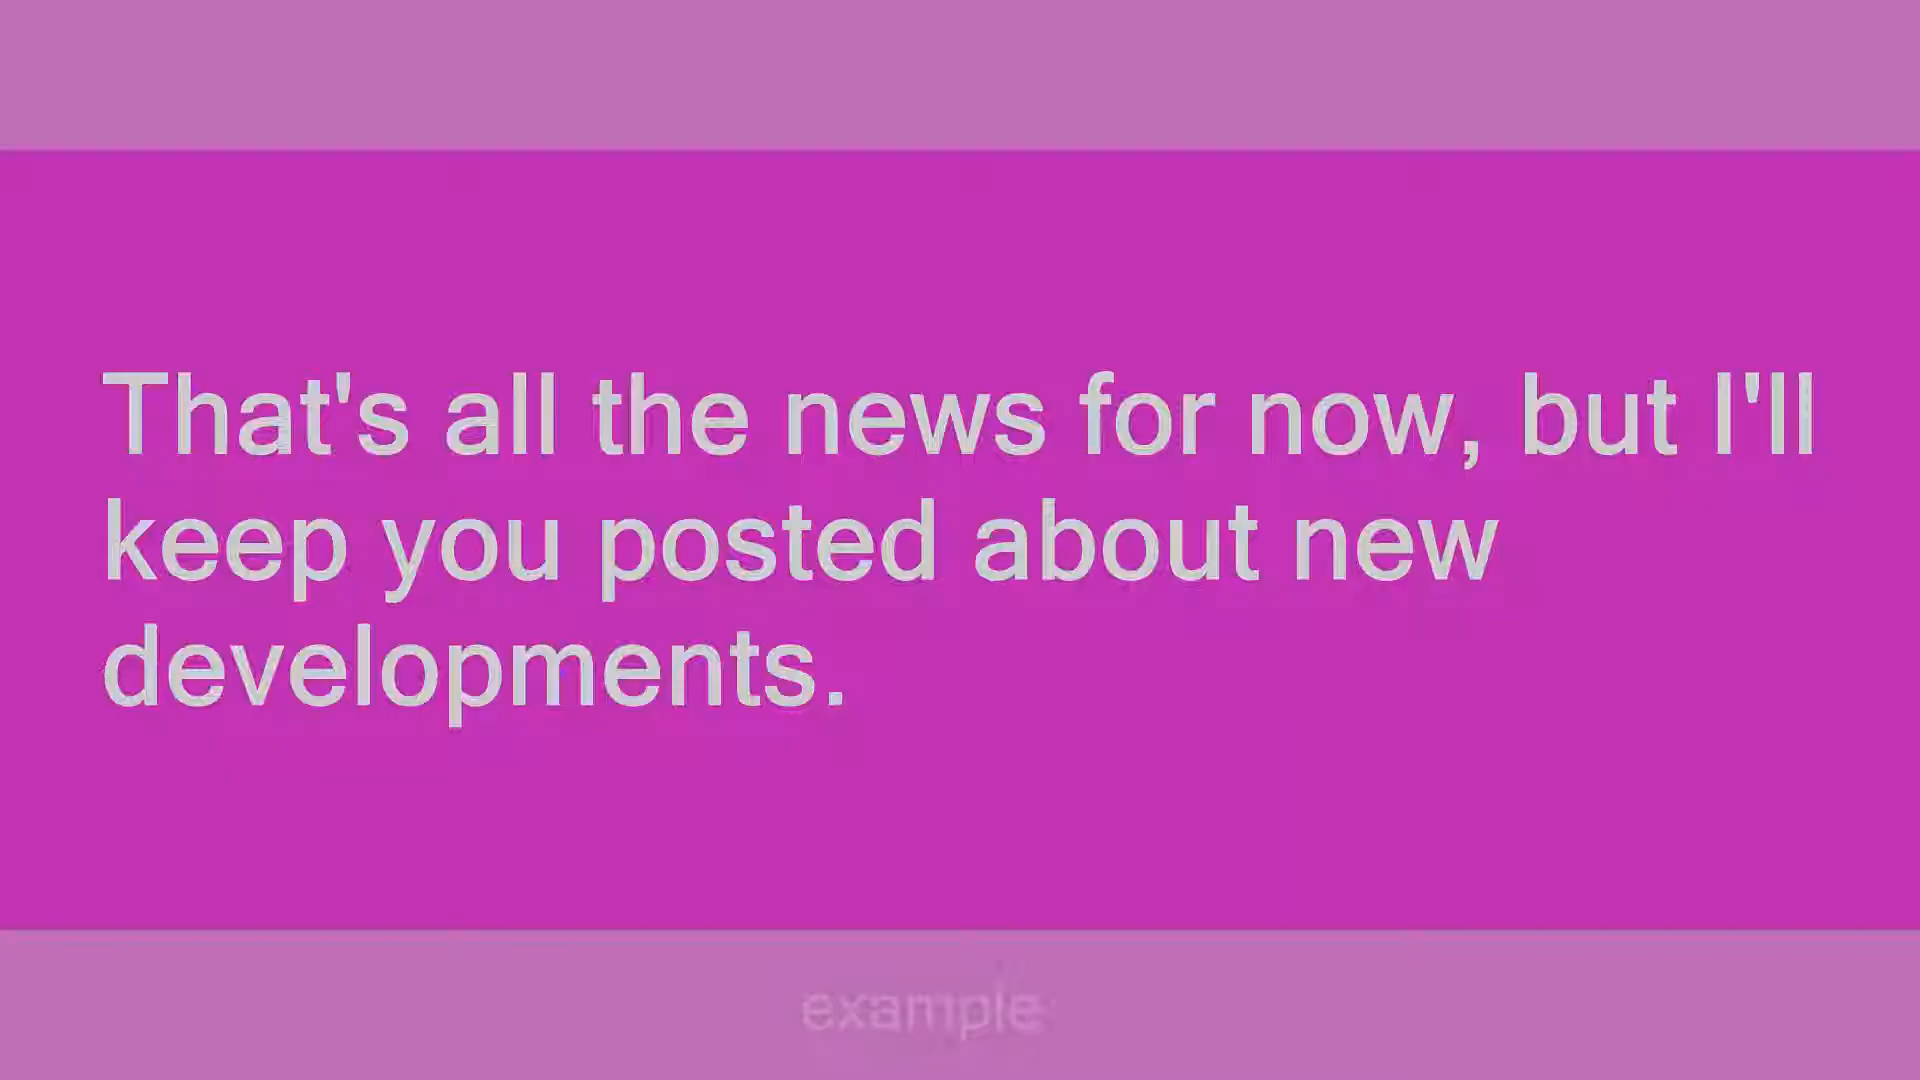 That's all the news for now, but I'll
keep you posted about new
developments.
example